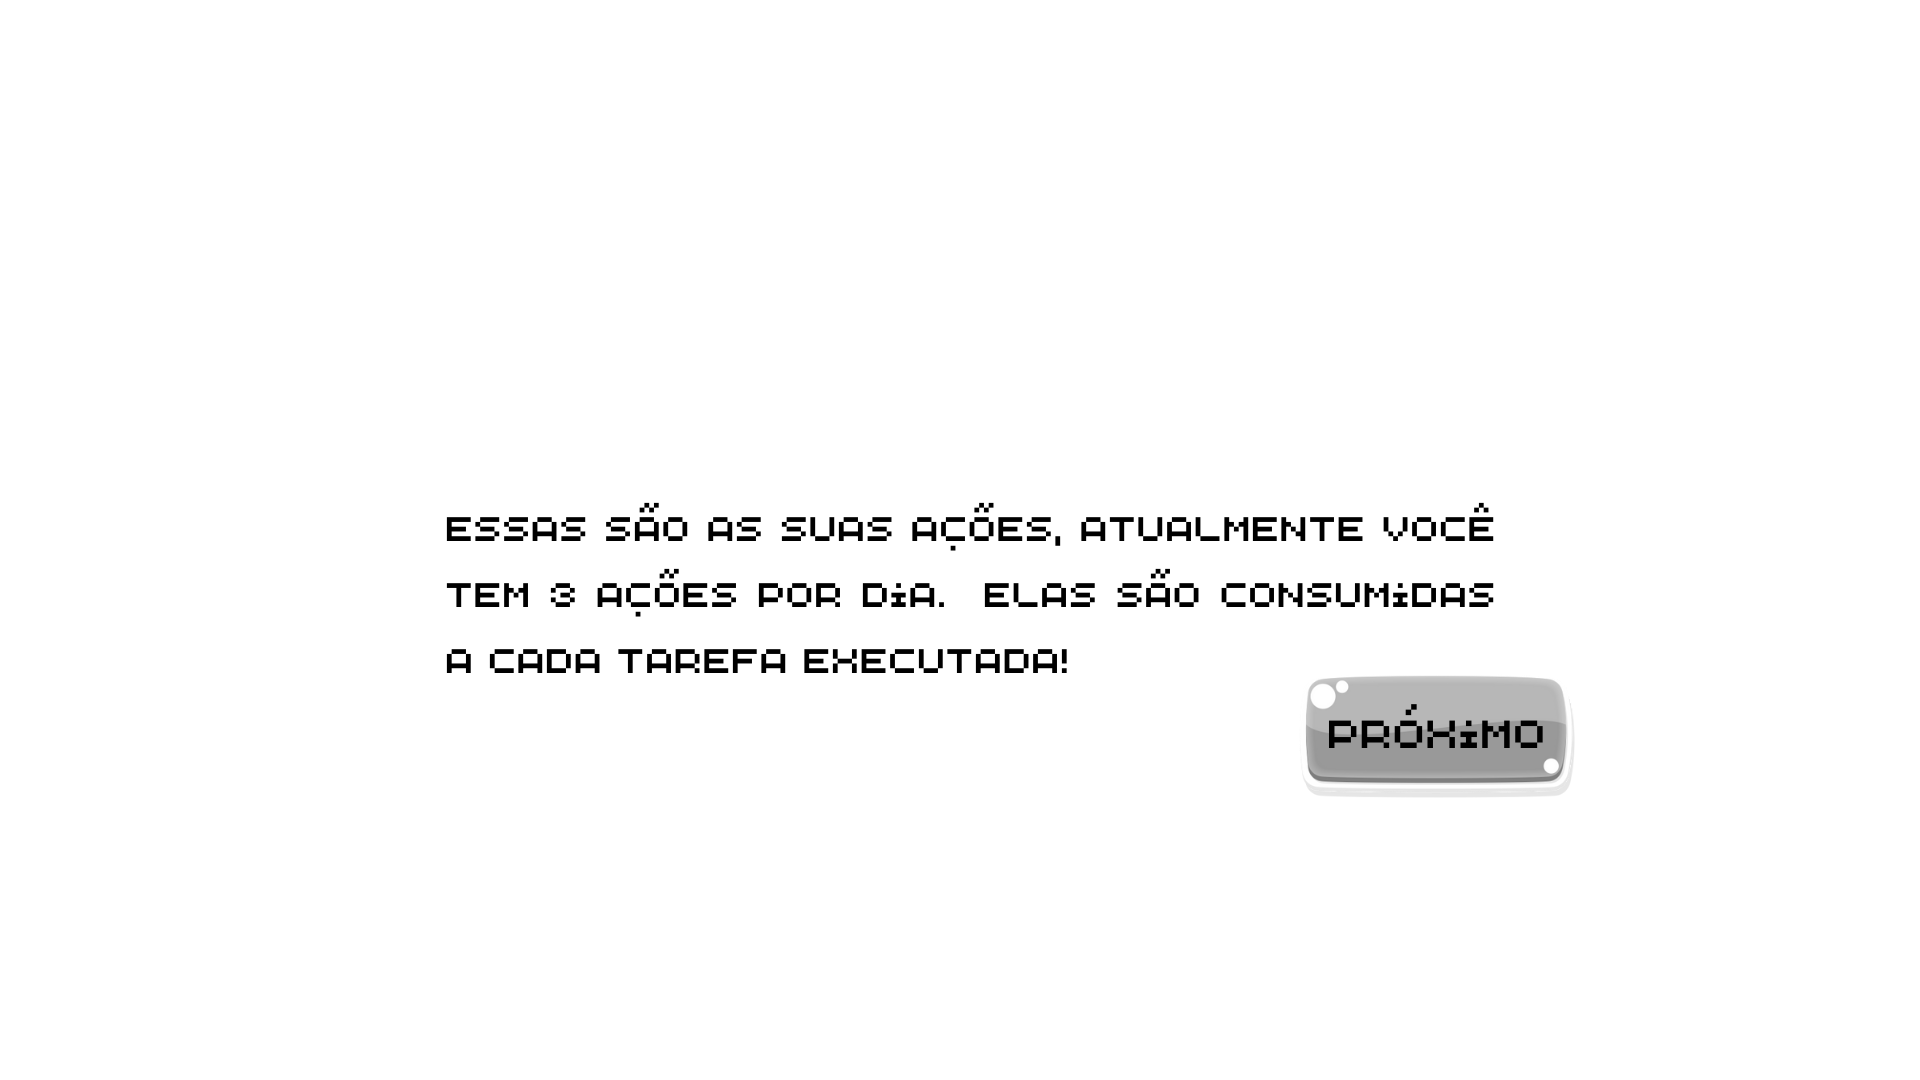 ESSAS SÃO AS SUAS AÇÕES, ATUALMENTE VOCÊ
TEM 3 AÇÕES POR DiA.  ELAS SÃO CONSUMiDAS
A CADA TAREFA EXECUTADA!
PRÓXiMO